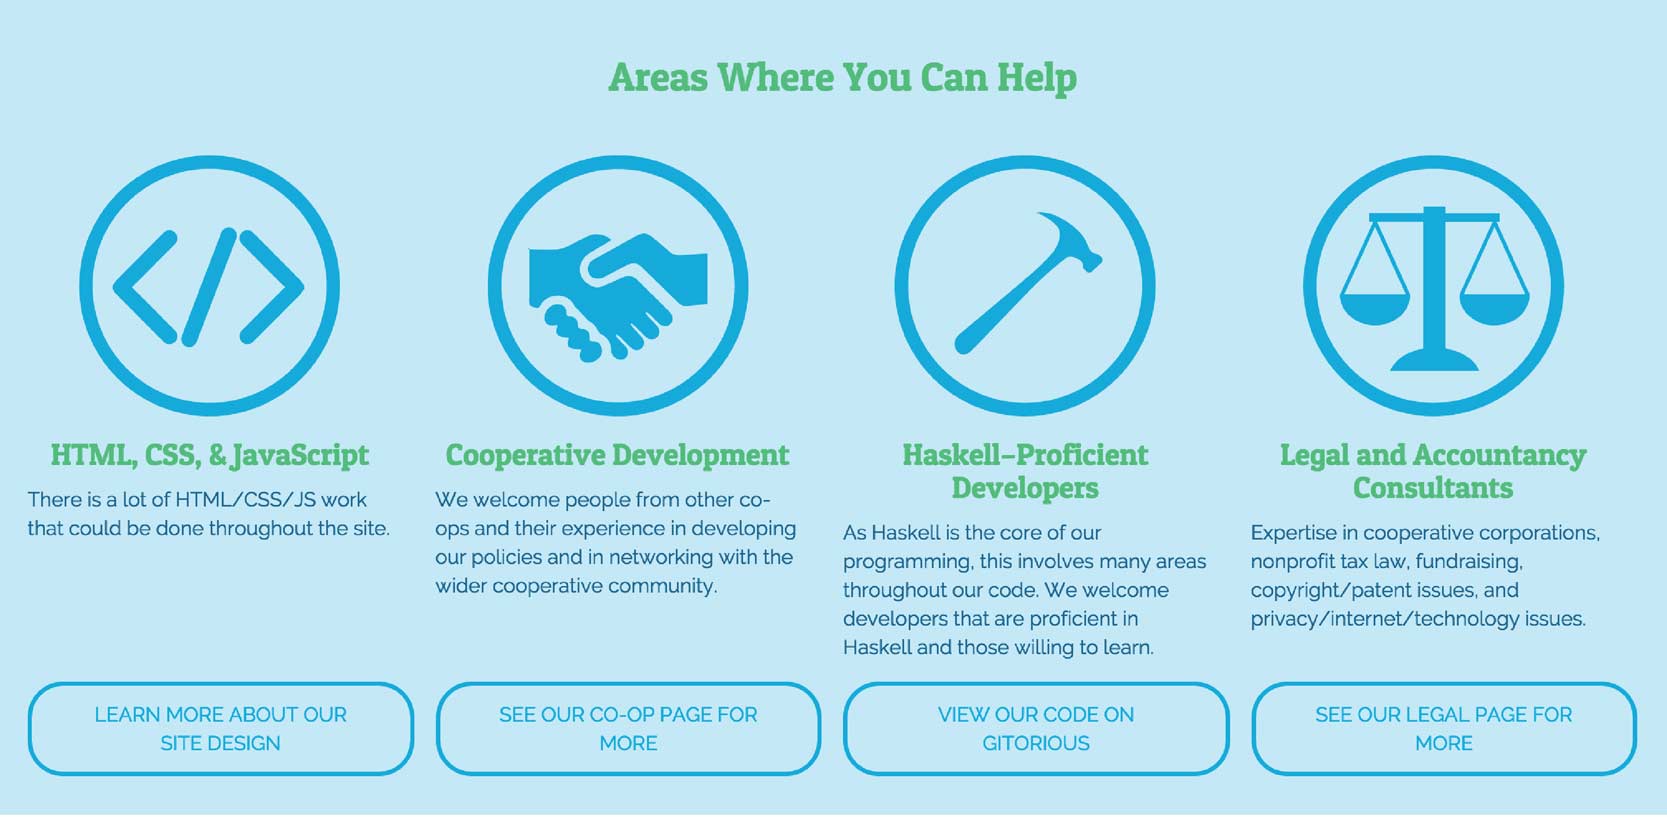 Areas Where You Can Help
HTML, CSS, & JavaScript
There is a lot of HTML/CSS/JS work
that could be done throughout the site.
LEARN MORE ABOUT OUR
SITE DESIGN
Cooperative Development
We welcome people from other co-
ops and their experience in developing
our policies and in networking with the
wider cooperative community.
SEE OUR CO-OP PAGE FOR
MORE
Haskell–Proficient
Developers
As Haskell is the core of our
programming, this involves many areas
throughout our code. We welcome
developers that are proficient in
Haskell and those willing to learn.
VIEW OUR CODE ON
GITORIOUS
Legal and Accountancy
Consultants
Expertise in cooperative corporations,
nonprofit tax law, fundraising,
copyright/patent issues, and
privacy/internet/technology issues.
SEE OUR LEGAL PAGE FOR
MORE